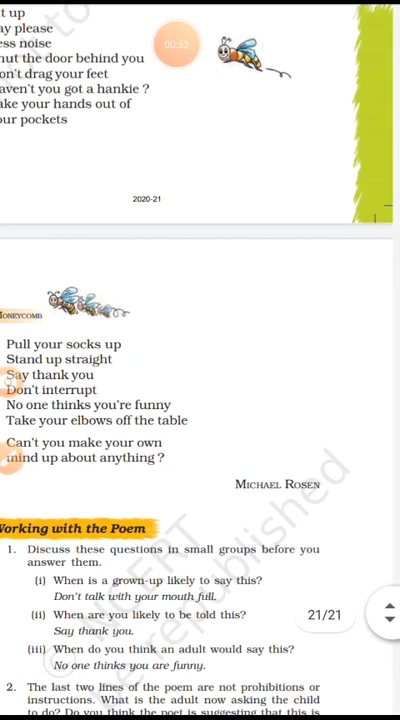 t up
ay please
ess noise
hut the door behind you
on't drag your feet
aven't you got a hankie ?
ake your hands out of
our pockets
00:53
2020-21
HONEYCOMB
Pull your socks up
Stand up straight
Say thank you
Don't interrupt
No one thinks you're funny
Take your elbows off the table
Can't you make your own
mind up about anything ?
MICHAEL ROSEN
Working with the Poem
1. Discuss these questions in small groups before you
answer them.
(i) When is a grown-up likely to say this?
Don't talk with your mouth full.
(ii) When are you likely to be told this?
Say thank you.
(iii) When do you think an adult would say this?
No one thinks you are funny.
21/21
2. The last two lines of the poem are not prohibitions or
instructions. What is the adult now asking the child
to do? Do you think the poet is suggesting that this is
© NCERT
be republished